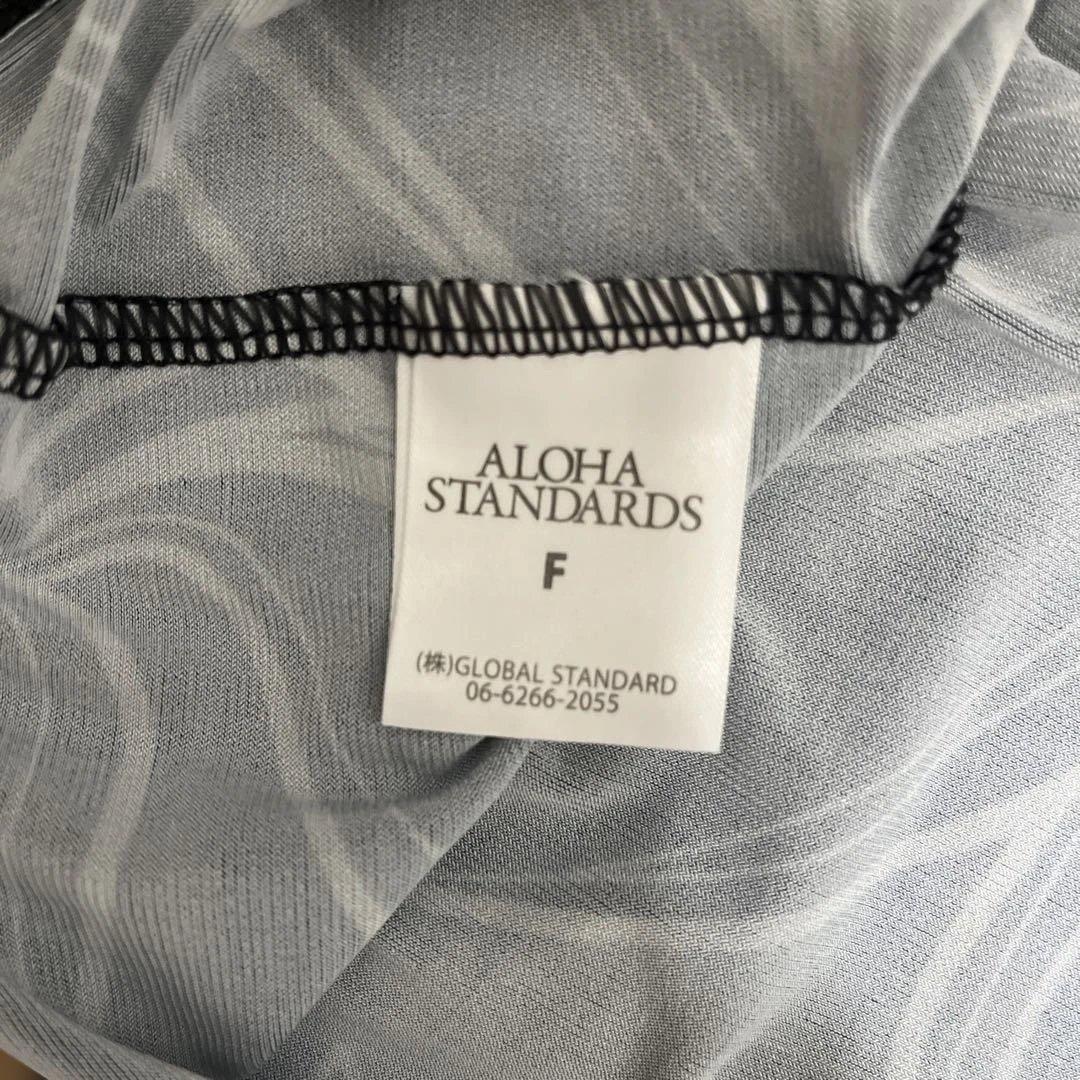 ALOHA
STANDARDS
F
(株)GLOBAL STANDARD
06-6266-2055